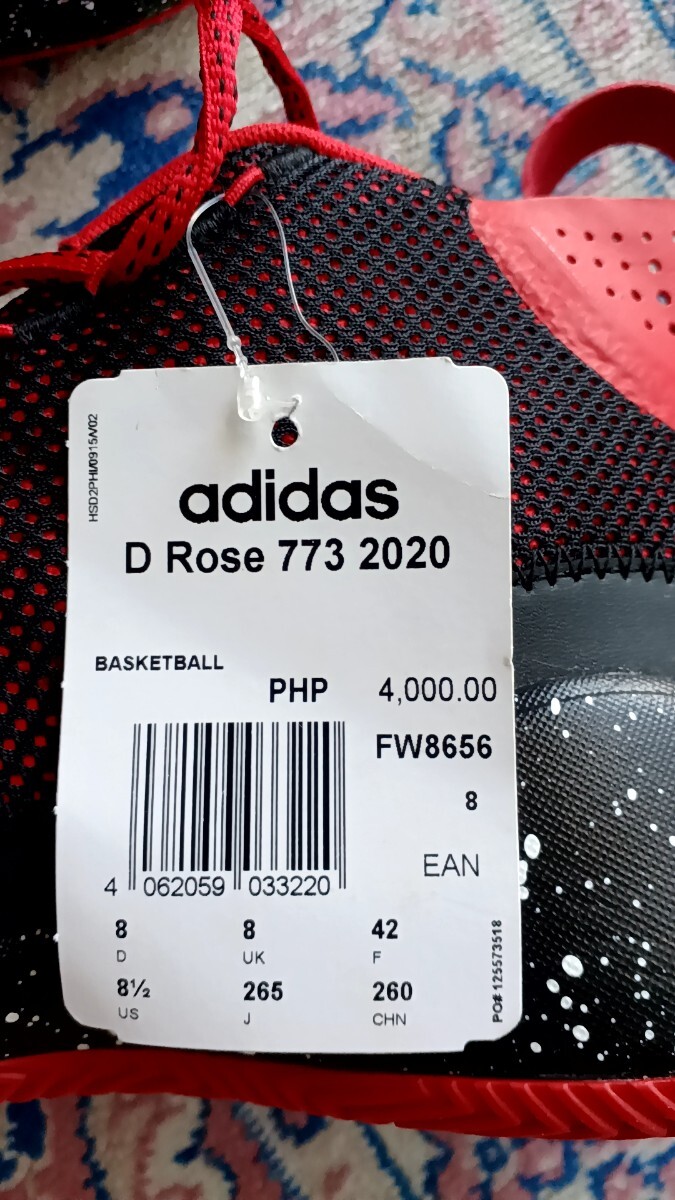 HSD2PHI/0915/V02
adidas
D Rose 773 2020
BASKETBALL
PHP 4,000.00
FW8656
8
EAN
4 062059 033220
8 8 42
D UK F
8½ 265 260
US J CHN
PO# 125573518